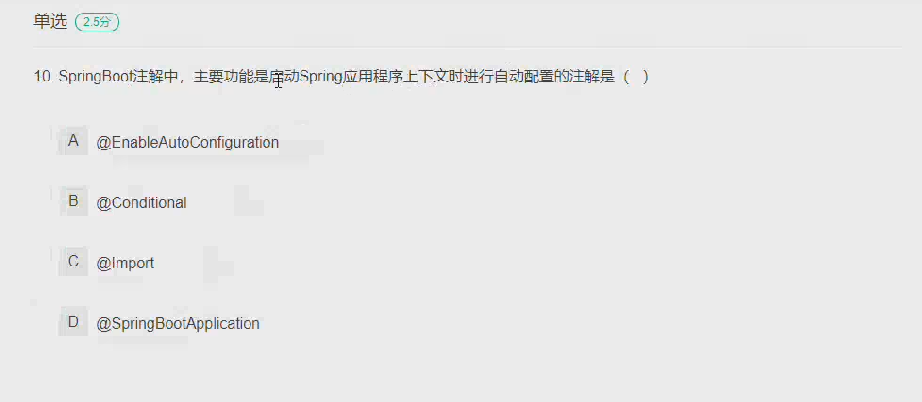 单选 2.5分
10 SpringBoot注解中，主要功能是启动Spring应用程序上下文时进行自动配置的注解是（ ）
A @EnableAutoConfiguration
B @Conditional
C @Import
D @SpringBootApplication